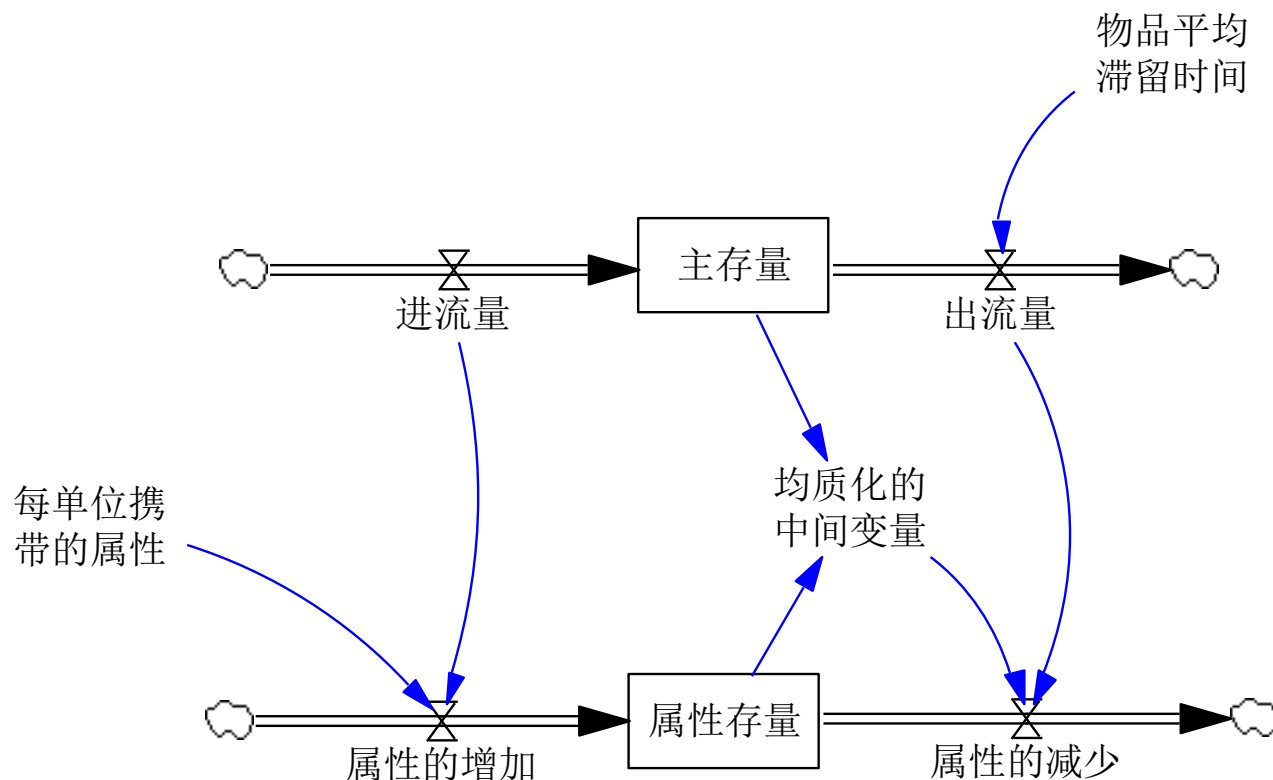 物品平均
滞留时间
主存量
进流量
出流量
每单位携
带的属性
均质化的
中间变量
属性存量
属性的增加
属性的减少